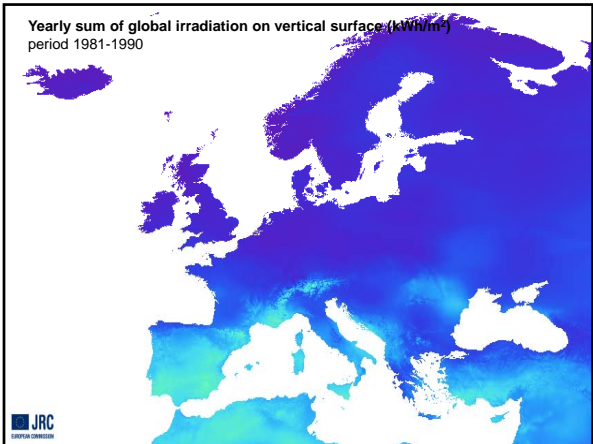 Yearly sum of global irradiation on vertical surface (kWh/m²)
period 1981-1990
JRC
EUROPEAN COMMISSION